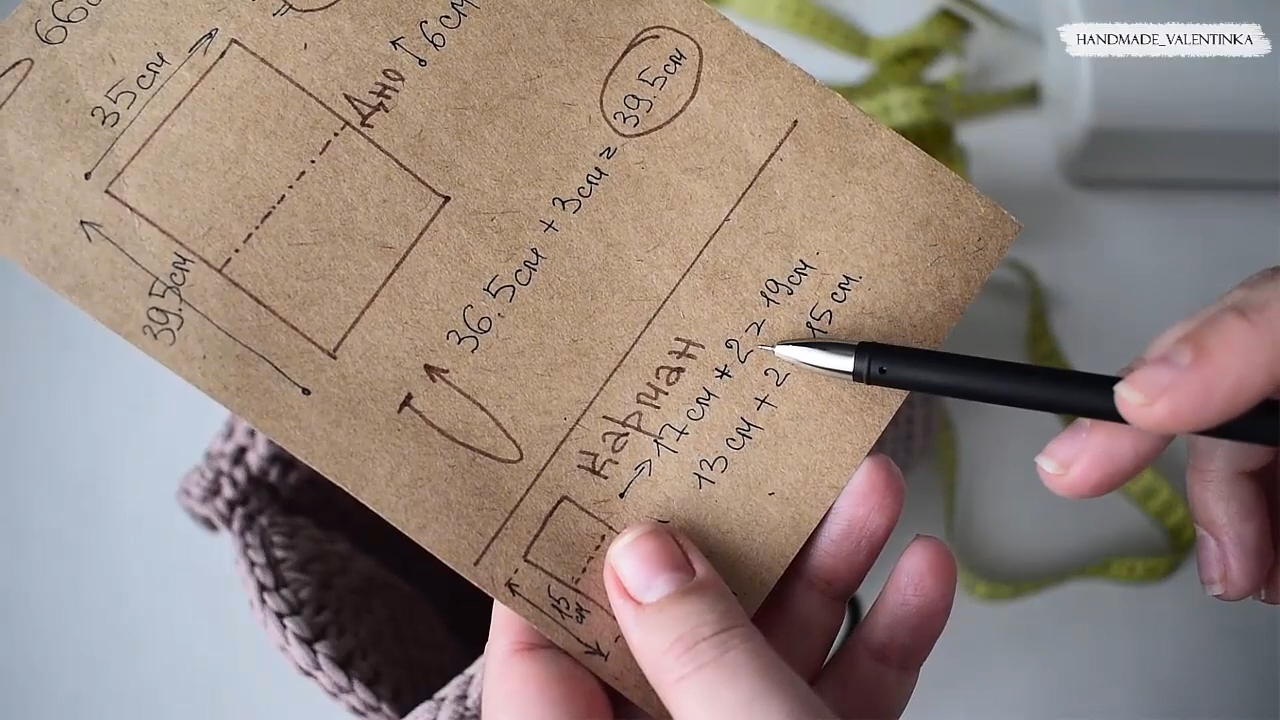 HANDMADE_VALENTINKA
35см
Дно ↑6см
39.5см
36.5см + 3см = 39.5см
Карман
→ 17см + 2 = 19см.
13см + 2 15см.
15 см